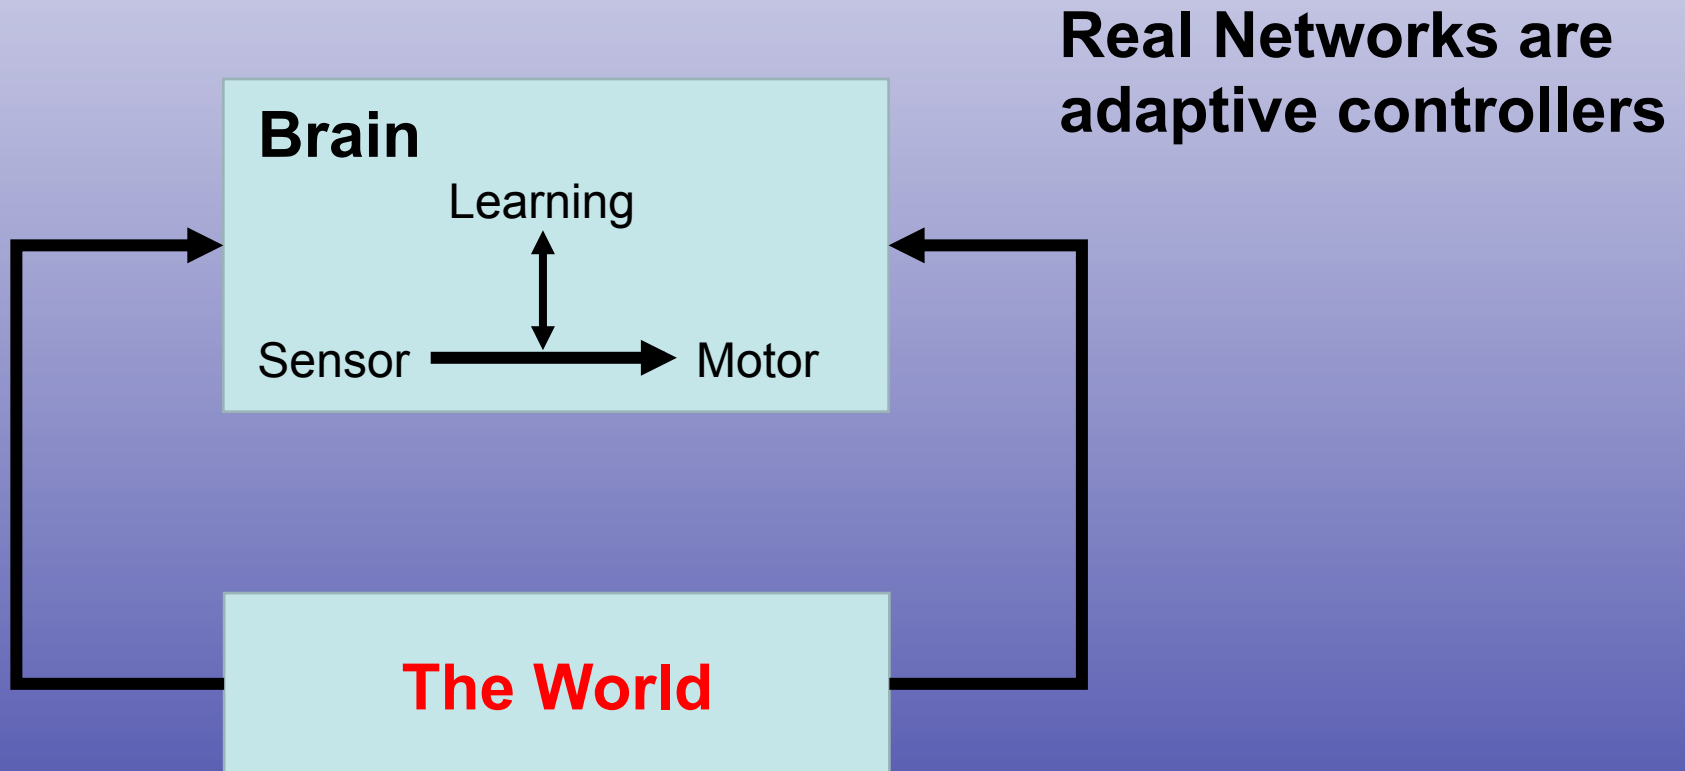 Real Networks are
adaptive controllers
Brain
Learning
Sensor
Motor
The World